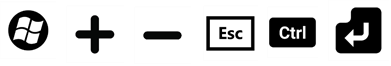 + - Esc Ctrl